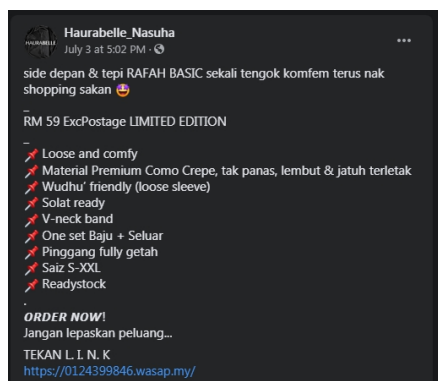 HAURABELLE
Haurabelle_Nasuha
July 3 at 5:02 PM ·
side depan & tepi RAFAH BASIC sekali tengok komfem terus nak
shopping sakan 🤩
_
RM 59 ExcPostage LIMITED EDITION
_
📌 Loose and comfy
📌 Material Premium Como Crepe, tak panas, lembut & jatuh terletak
📌 Wudhu' friendly (loose sleeve)
📌 Solat ready
📌 V-neck band
📌 One set Baju + Seluar
📌 Pinggang fully getah
📌 Saiz S-XXL
📌 Readystock
.
𝙊𝙍𝘿𝙀𝙍 𝙉𝙊𝙒!
Jangan lepaskan peluang...
TEKAN L. I. N. K
https://0124399846.wasap.my/